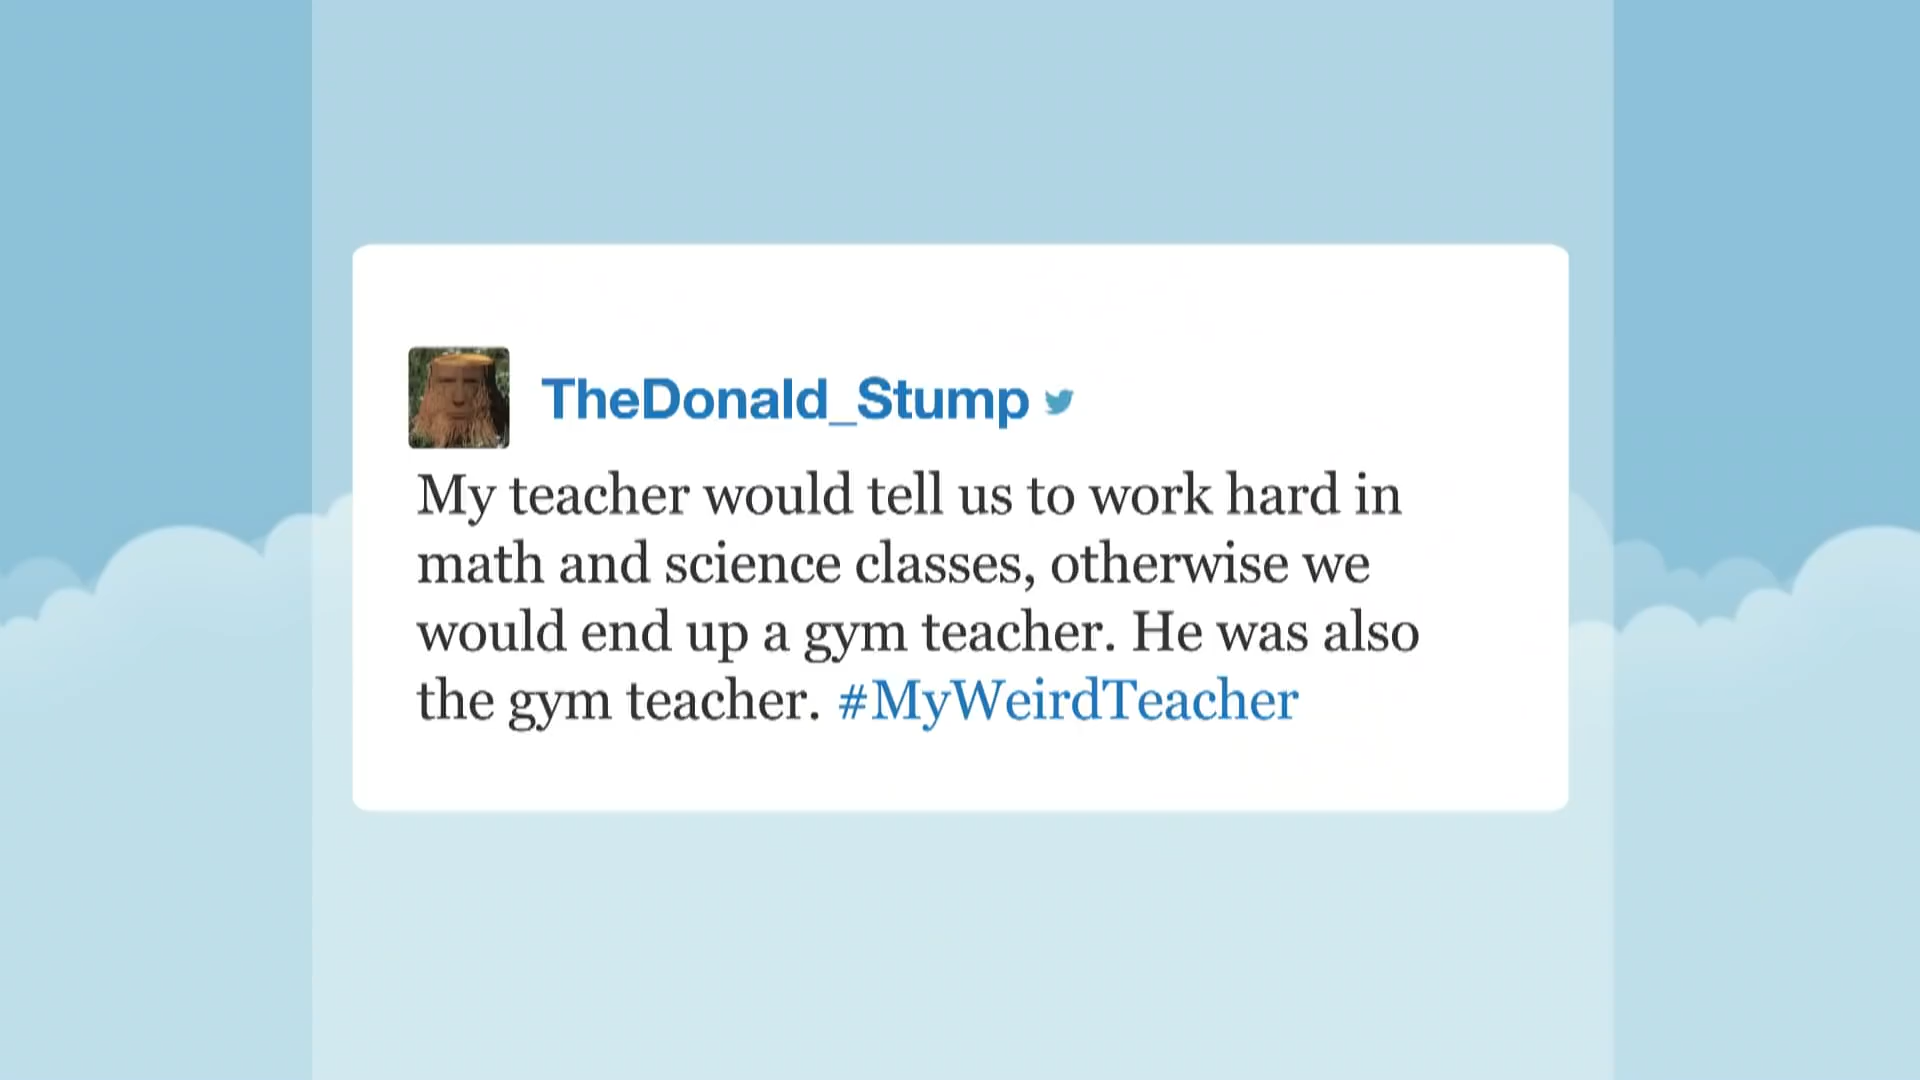 TheDonald_Stump
My teacher would tell us to work hard in
math and science classes, otherwise we
would end up a gym teacher. He was also
the gym teacher. #MyWeirdTeacher